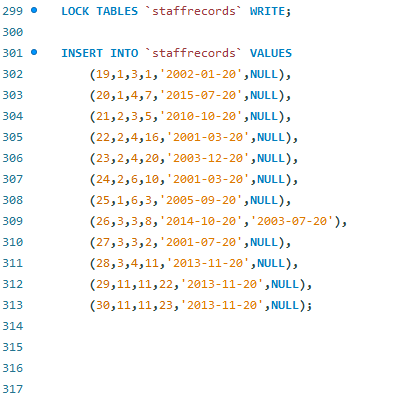 299 LOCK TABLES `staffrecords` WRITE;
300
301 INSERT INTO `staffrecords` VALUES
302 (19,1,3,1,'2002-01-20',NULL),
303 (20,1,4,7,'2015-07-20',NULL),
304 (21,2,3,5,'2010-10-20',NULL),
305 (22,2,4,16,'2001-03-20',NULL),
306 (23,2,4,20,'2003-12-20',NULL),
307 (24,2,6,10,'2001-03-20',NULL),
308 (25,1,6,3,'2005-09-20',NULL),
309 (26,3,3,8,'2014-10-20','2003-07-20'),
310 (27,3,3,2,'2001-07-20',NULL),
311 (28,3,4,11,'2013-11-20',NULL),
312 (29,11,11,22,'2013-11-20',NULL),
313 (30,11,11,23,'2013-11-20',NULL);
314
315
316
317